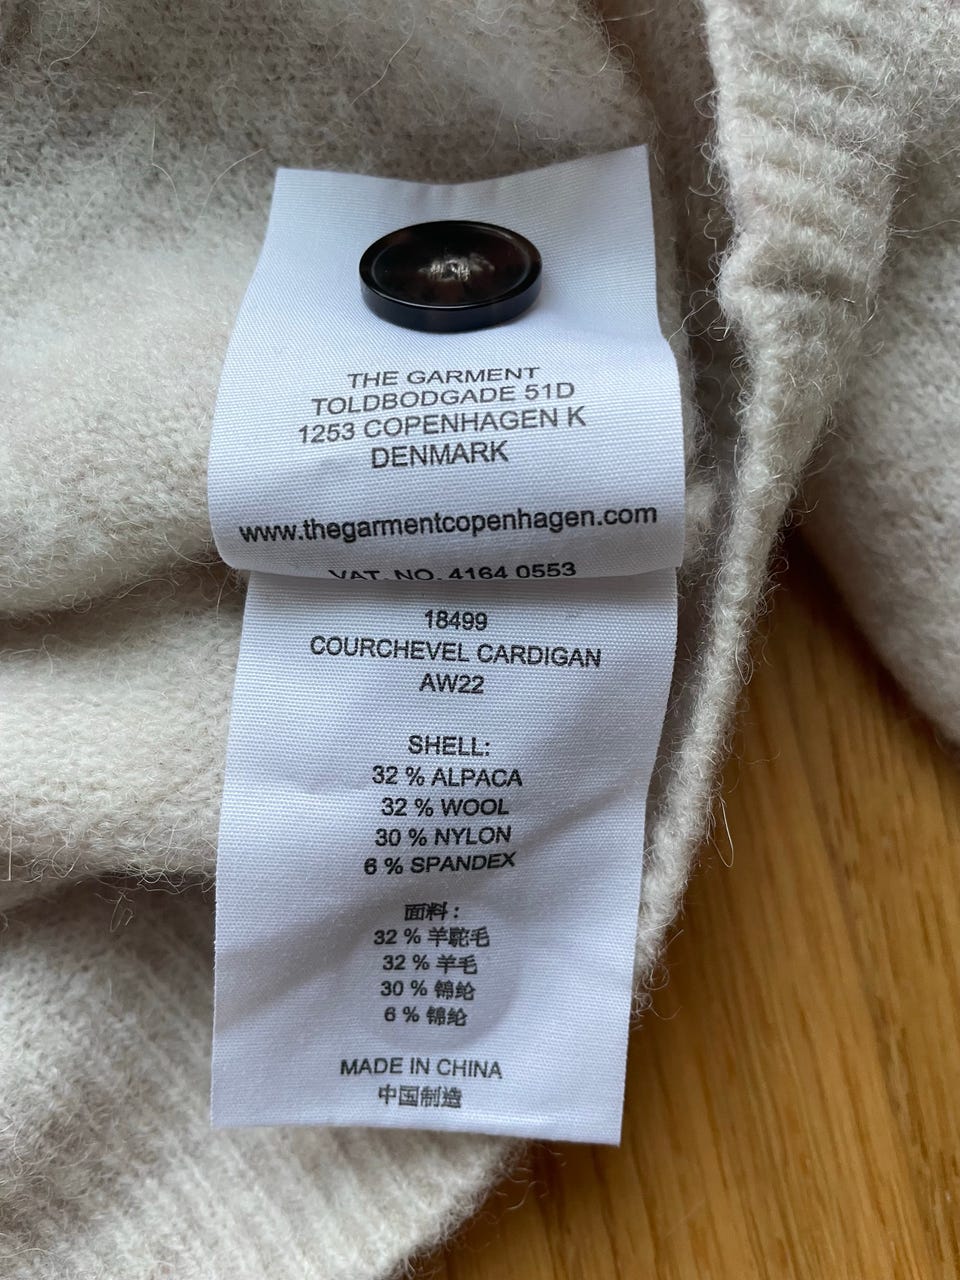 THE GARMENT
TOLDBODGADE 51D
1253 COPENHAGEN K
DENMARK
www.thegarmentcopenhagen.com
VAT. NO. 4164 0553
18499
COURCHEVEL CARDIGAN
AW22
SHELL:
32 % ALPACA
32 % WOOL
30 % NYLON
6 % SPANDEX
面料 :
32 % 羊駝毛
32 % 羊毛
30 % 锦纶
6 % 锦纶
MADE IN CHINA
中国制造